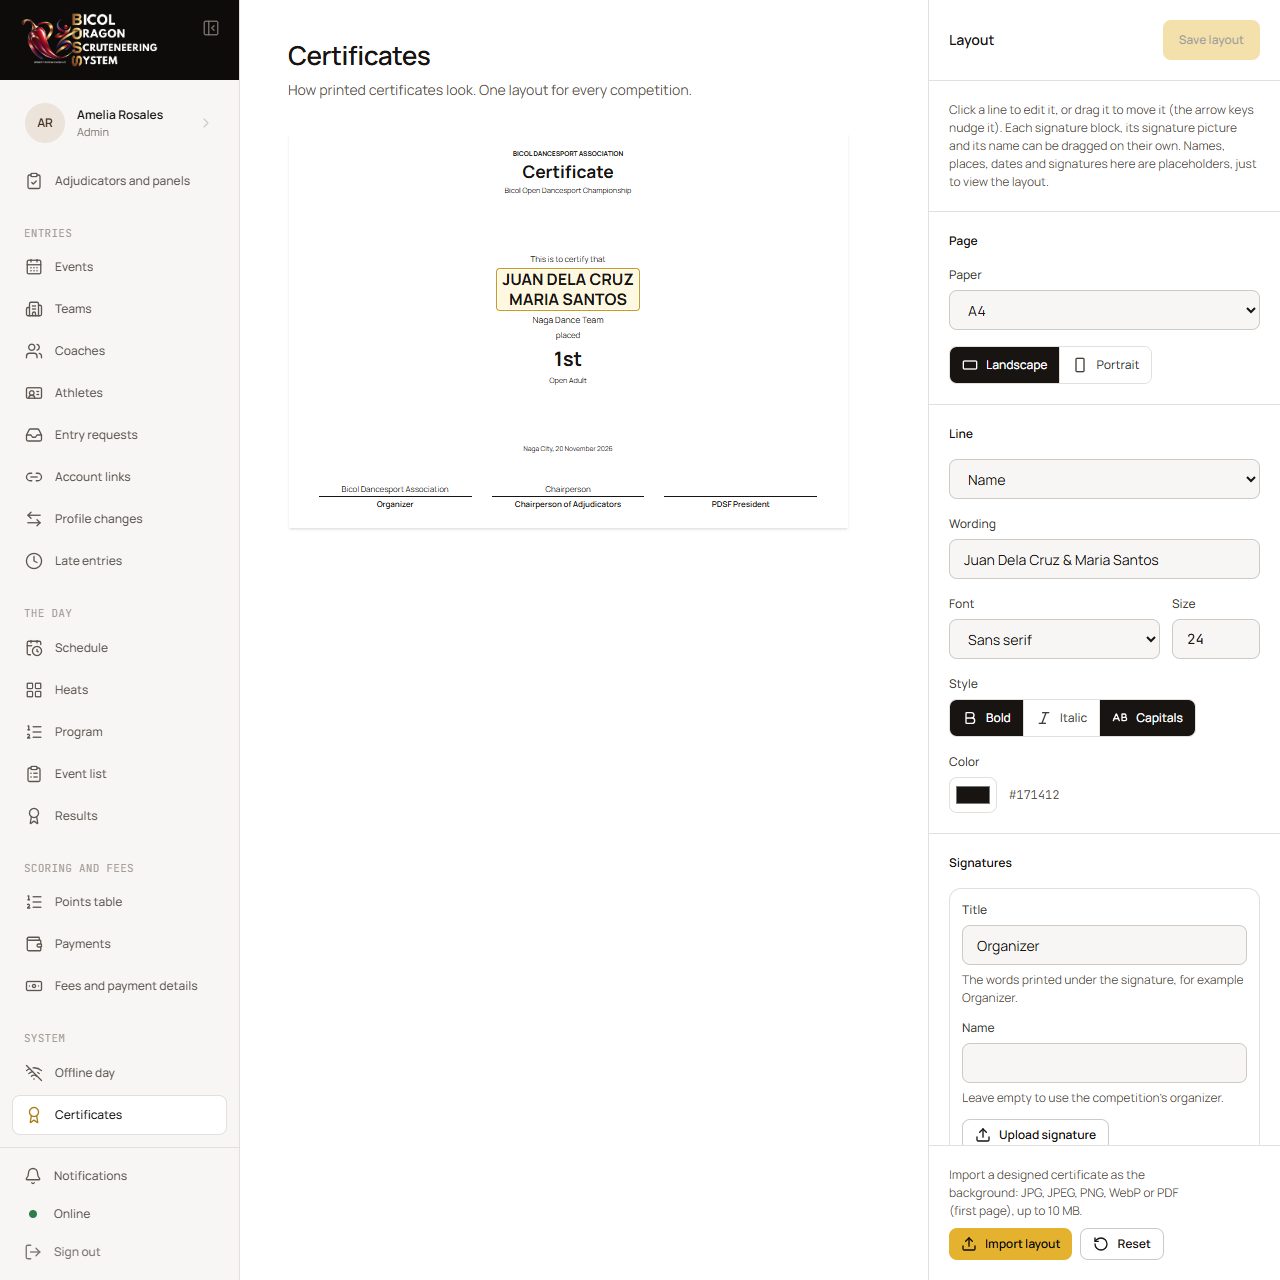 BICOL
DRAGON
SCRUTENEERING
SYSTEM
AR
Amelia Rosales
Admin
Adjudicators and panels
ENTRIES
Events
Teams
Coaches
Athletes
Entry requests
Account links
Profile changes
Late entries
THE DAY
Schedule
Heats
Program
Event list
Results
SCORING AND FEES
Points table
Payments
Fees and payment details
SYSTEM
Offline day
Certificates
Notifications
Online
Sign out
Certificates
How printed certificates look. One layout for every competition.
BICOL DANCESPORT ASSOCIATION
Certificate
Bicol Open Dancesport Championship
This is to certify that
JUAN DELA CRUZ
MARIA SANTOS
Naga Dance Team
placed
1st
Open Adult
Naga City, 20 November 2026
Bicol Dancesport Association
Organizer
Chairperson
Chairperson of Adjudicators
PDSF President
Layout
Save layout
Click a line to edit it, or drag it to move it (the arrow keys
nudge it). Each signature block, its signature picture
and its name can be dragged on their own. Names,
places, dates and signatures here are placeholders, just
to view the layout.
Page
Paper
A4
Landscape
Portrait
Line
Name
Wording
Juan Dela Cruz & Maria Santos
Font
Size
Sans serif
24
Style
B Bold
I Italic
AB Capitals
Color
#171412
Signatures
Title
Organizer
The words printed under the signature, for example
Organizer.
Name
Leave empty to use the competition's organizer.
Upload signature
Import a designed certificate as the
background: JPG, JPEG, PNG, WebP or PDF
(first page), up to 10 MB.
Import layout
Reset